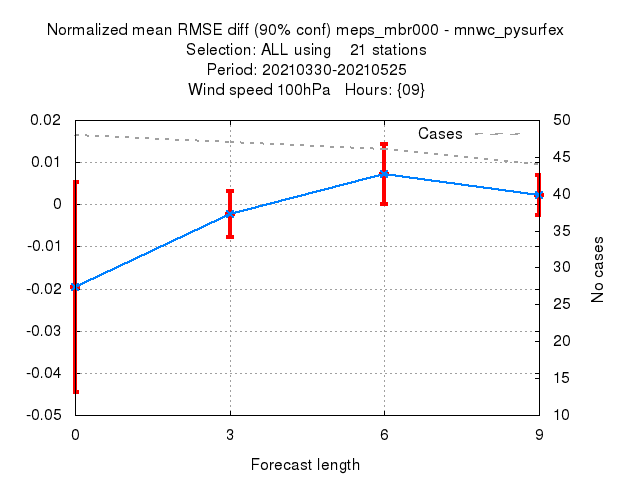 Normalized mean RMSE diff (90% conf) meps_mbr000 - mnwc_pysurfex
Selection: ALL using    21 stations
Period: 20210330-20210525
Wind speed 100hPa   Hours: {09}
Cases
0.02
0.01
0
-0.01
-0.02
-0.03
-0.04
-0.05
50
45
40
35
30
25
20
15
10
No cases
0 3 6 9
Forecast length